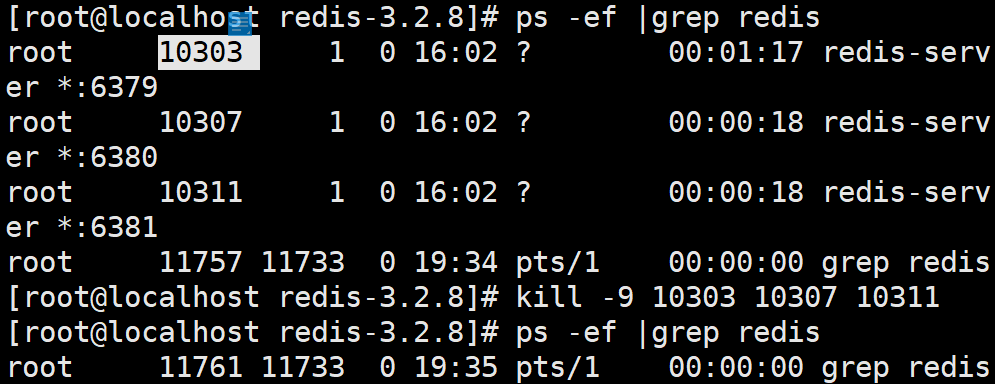 [root@localhost redis-3.2.8]# ps -ef |grep redis
root     10303     1  0 16:02 ?        00:01:17 redis-serv
er *:6379
root     10307     1  0 16:02 ?        00:00:18 redis-serv
er *:6380
root     10311     1  0 16:02 ?        00:00:18 redis-serv
er *:6381
root     11757 11733  0 19:34 pts/1    00:00:00 grep redis
[root@localhost redis-3.2.8]# kill -9 10303 10307 10311
[root@localhost redis-3.2.8]# ps -ef |grep redis
root     11761 11733  0 19:35 pts/1    00:00:00 grep redis